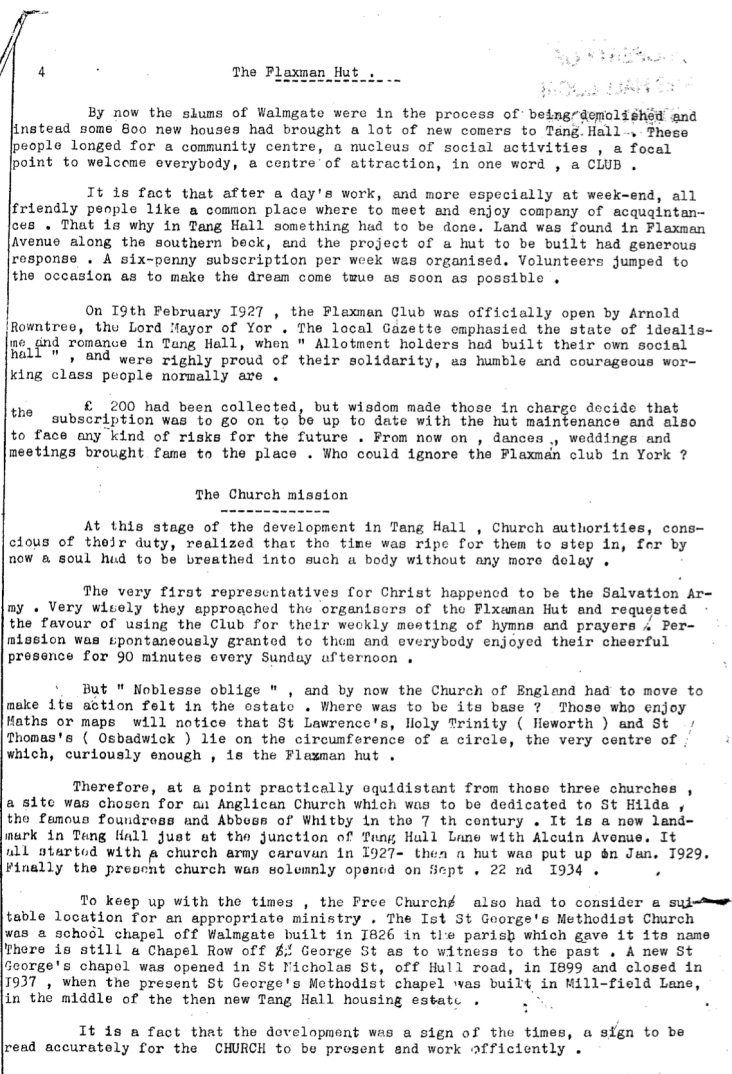 4 The Flaxman Hut .
By now the slums of Walmgate were in the process of being demolished and
instead some 800 new houses had brought a lot of new comers to Tang Hall . These
people longed for a community centre, a nucleus of social activities , a focal
point to welcome everybody, a centre of attraction, in one word , a CLUB .
It is fact that after a day's work, and more especially at week-end, all
friendly people like a common place where to meet and enjoy company of acquqintan-
ces . That is why in Tang Hall something had to be done. Land was found in Flaxman
Avenue along the southern beck, and the project of a hut to be built had generous
response . A six-penny subscription per week was organised. Volunteers jumped to
the occasion as to make the dream come twue as soon as possible .
On I9th February I927 , the Flaxman Club was officially open by Arnold
Rowntree, the Lord Mayor of Yor . The local Gazette emphasied the state of idealis-
me and romance in Tang Hall, when " Allotment holders had built their own social
hall " , and were righly proud of their solidarity, as humble and courageous wor-
king class people normally are .
£ 200 had been collected, but wisdom made those in charge decide that
the subscription was to go on to be up to date with the hut maintenance and also
to face any kind of risks for the future . From now on , dances , weddings and
meetings brought fame to the place . Who could ignore the Flaxman club in York ?
The Church mission
At this stage of the development in Tang Hall , Church authorities, cons-
cious of their duty, realized that the time was ripe for them to step in, for by
now a soul had to be breathed into such a body without any more delay .
The very first representatives for Christ happened to be the Salvation Ar-
my . Very wisely they approached the organisers of the Flxaman Hut and requested
the favour of using the Club for their weekly meeting of hymns and prayers . Per-
mission was spontaneously granted to them and everybody enjoyed their cheerful
presence for 90 minutes every Sunday afternoon .
But " Noblesse oblige " , and by now the Church of England had to move to
make its action felt in the estate . Where was to be its base ? Those who enjoy
Maths or maps will notice that St Lawrence's, Holy Trinity ( Heworth ) and St
Thomas's ( Osbadwick ) lie on the circumference of a circle, the very centre of
which, curiously enough , is the Flaxman hut .
Therefore, at a point practically equidistant from those three churches ,
a site was chosen for an Anglican Church which was to be dedicated to St Hilda ,
the famous foundress and Abbess of Whitby in the 7 th century . It is a new land-
mark in Tang Hall just at the junction of Tang Hall Lane with Alcuin Avenue. It
all started with a church army caravan in I927- then a hut was put up on Jan. I929.
Finally the present church was solemnly opened on Sept . 22 nd I934 .
To keep up with the times , the Free Church also had to consider a sui-
table location for an appropriate ministry . The Ist St George's Methodist Church
was a school chapel off Walmgate built in I826 in the parish which gave it its name
There is still a Chapel Row off George St as to witness to the past . A new St
George's chapel was opened in St Nicholas St, off Hull road, in I899 and closed in
I937 , when the present St George's Methodist chapel was built in Mill-field Lane,
in the middle of the then new Tang Hall housing estate .
It is a fact that the development was a sign of the times, a sign to be
read accurately for the CHURCH to be present and work efficiently .